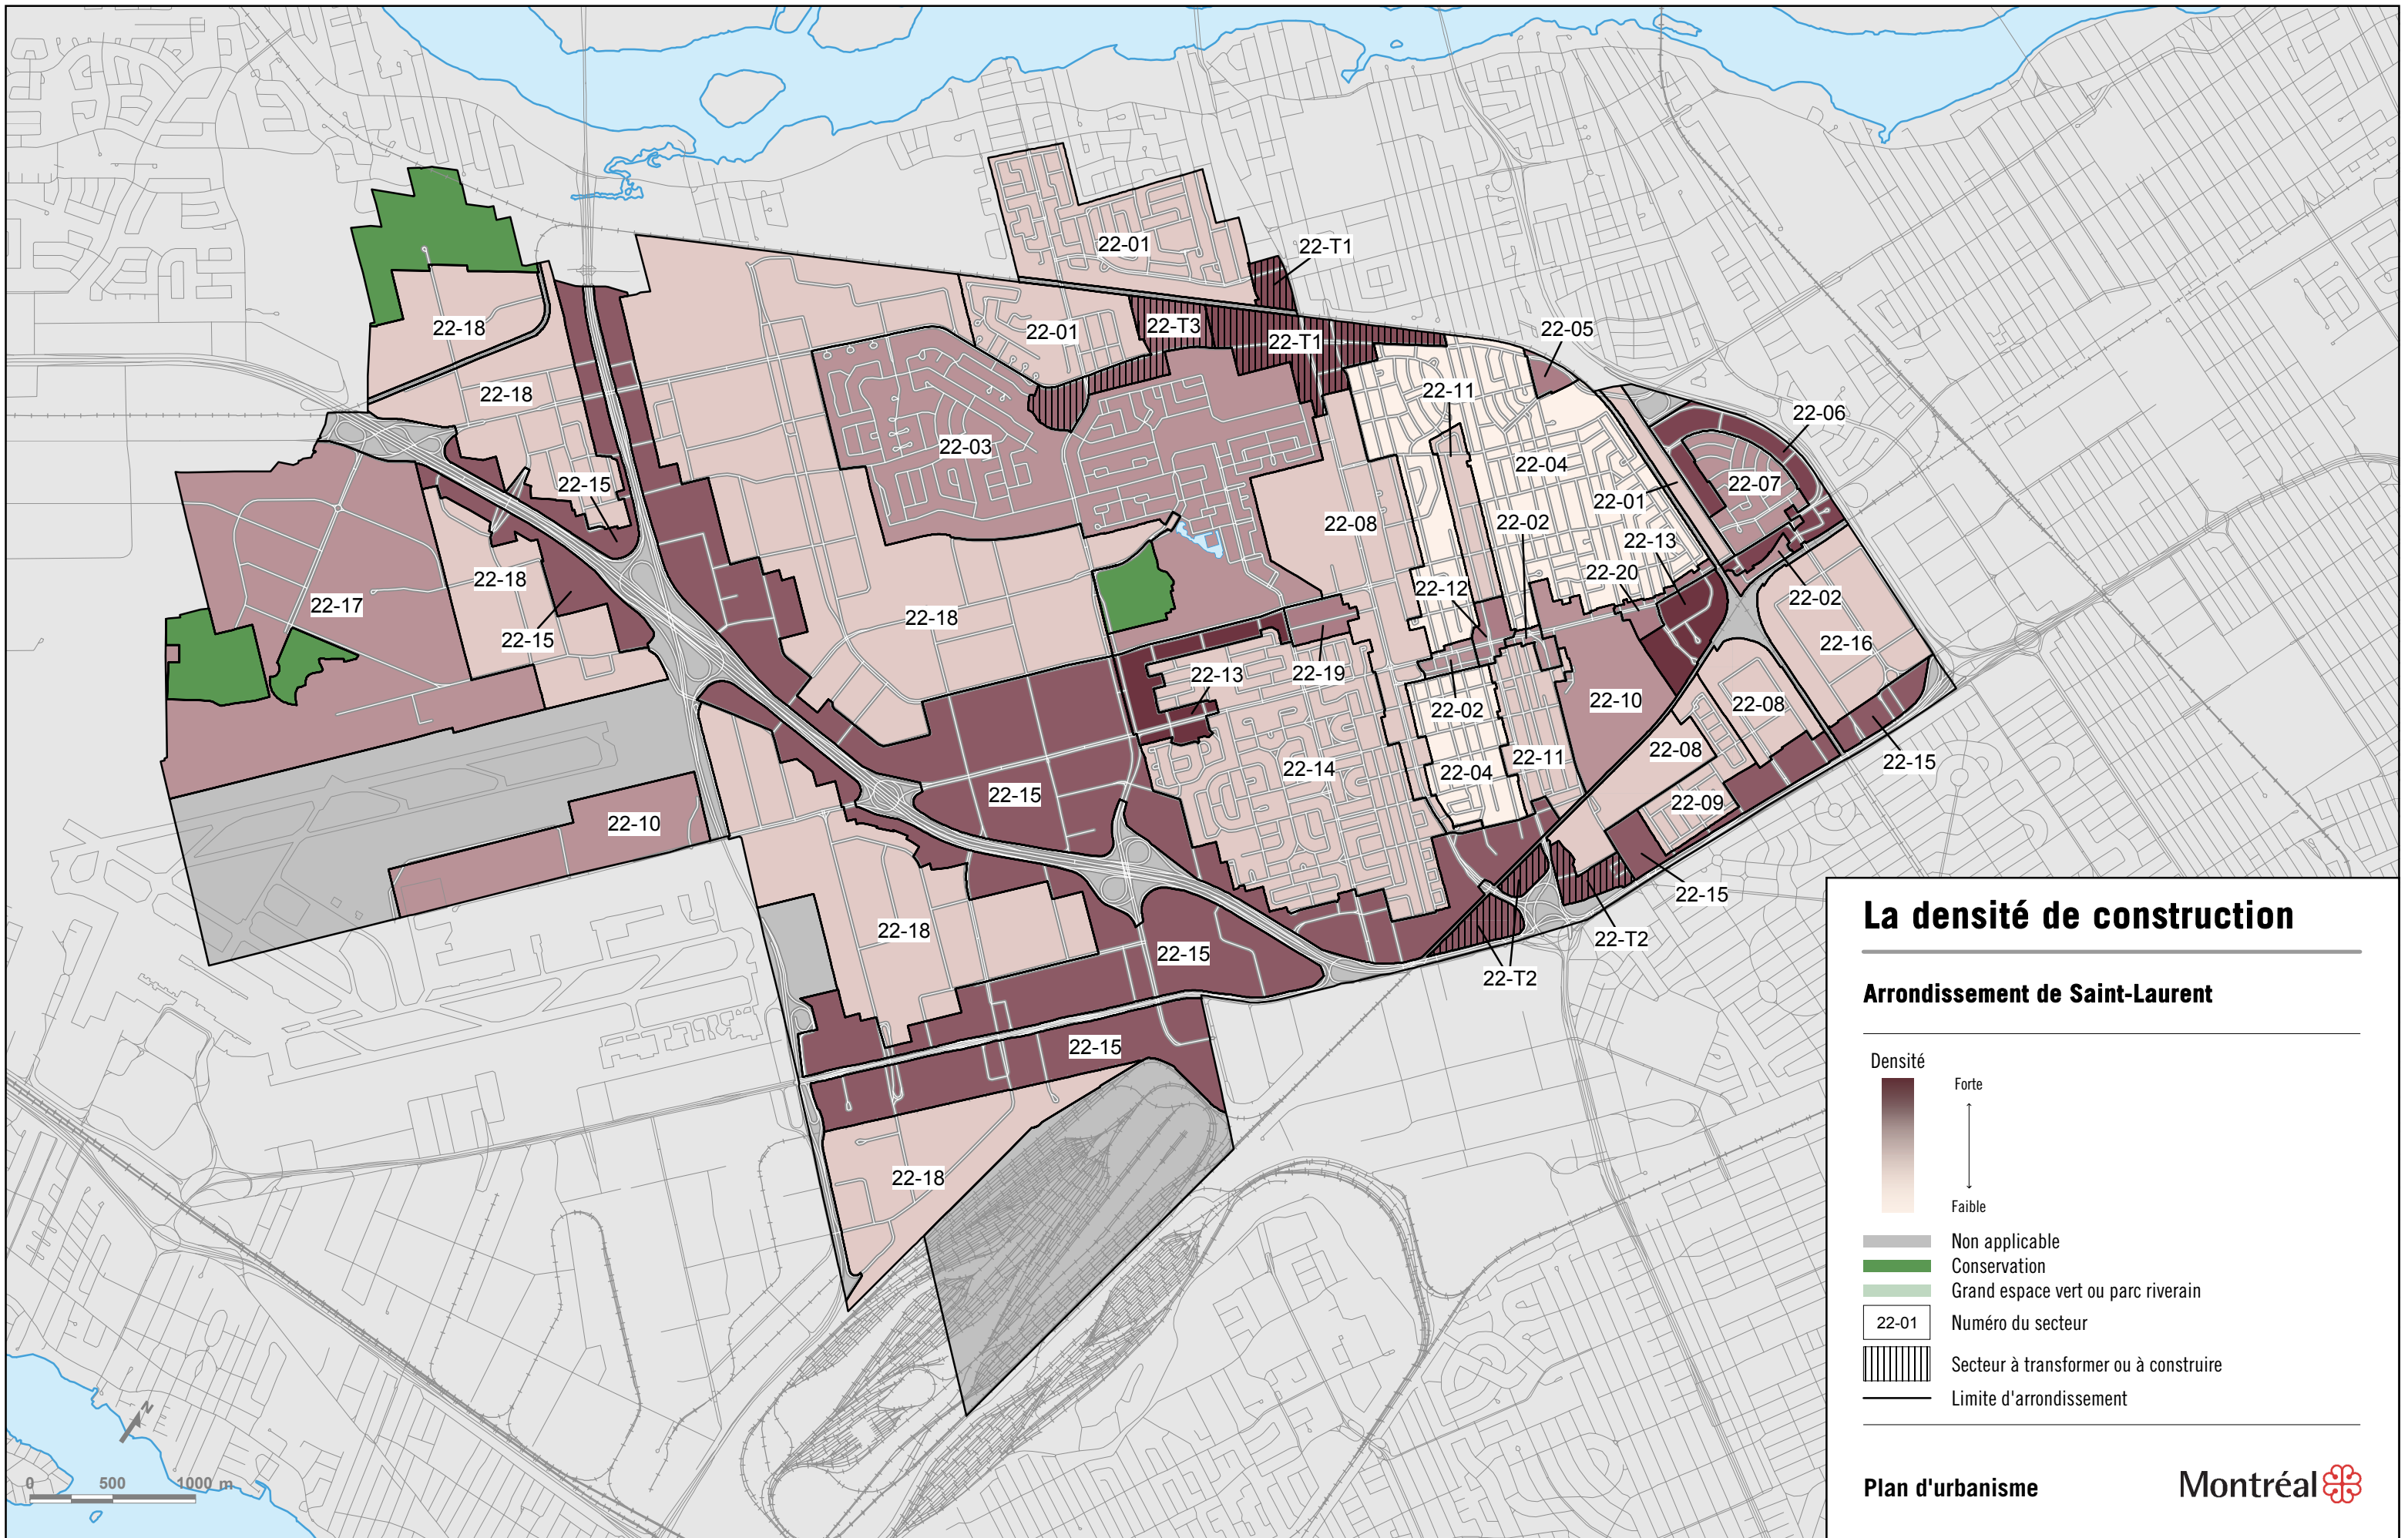 22-01
22-T1
22-18
22-01
22-T3
22-T1
22-05
22-18
22-11
22-06
22-03
22-04
22-07
22-15
22-01
22-08
22-02
22-13
22-18
22-20
22-17
22-12
22-02
22-18
22-15
22-16
22-13
22-19
22-10
22-02
22-08
22-08
22-11
22-15
22-14
22-04
22-15
22-09
22-10
22-15
22-18
22-T2
22-15
22-T2
22-15
22-18
N
0 500 1000 m
La densité de construction
Arrondissement de Saint-Laurent
Densité
Forte
Faible
Non applicable
Conservation
Grand espace vert ou parc riverain
22-01 Numéro du secteur
Secteur à transformer ou à construire
Limite d'arrondissement
Plan d'urbanisme
Montréal